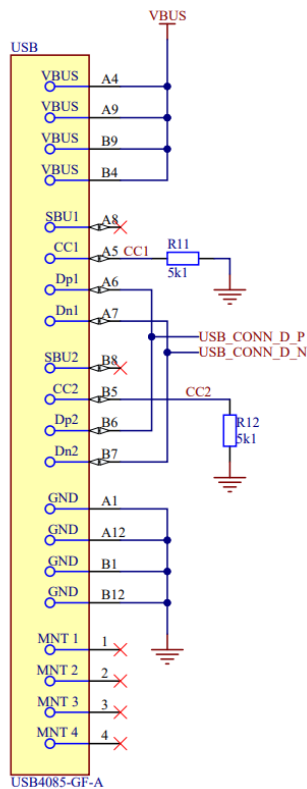 VBUS
USB
VBUS A4
VBUS A9
VBUS B9
VBUS B4
SBU1 A8
CC1 A5 CC1 R11
5k1
Dp1 A6
Dn1 A7
USB_CONN_D_P
USB_CONN_D_N
SBU2 B8
CC2 B5 CC2
Dp2 B6 R12
5k1
Dn2 B7
GND A1
GND A12
GND B1
GND B12
MNT 1 1
MNT 2 2
MNT 3 3
MNT 4 4
USB4085-GF-A